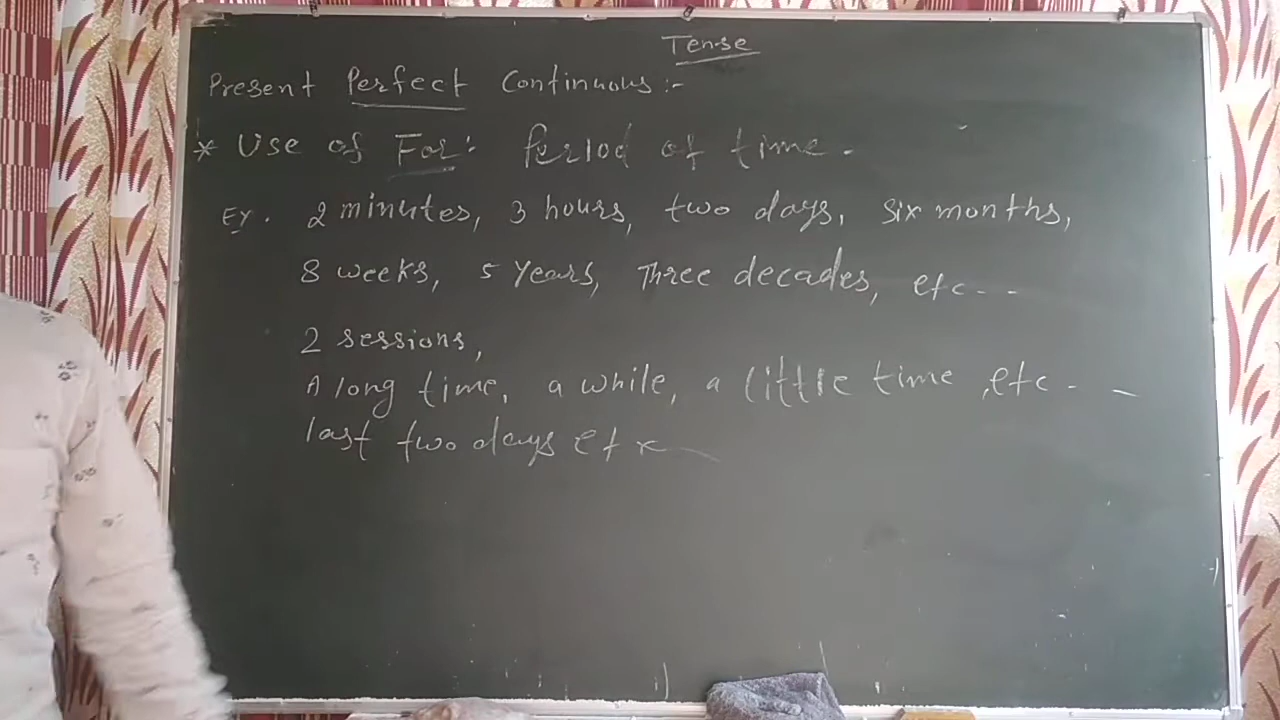 Tense
Present Perfect Continuous :-
* Use of For: Period of time.
Ex. 2 minutes, 3 hours, two days, six months,
8 weeks, 5 years, Three decades, etc --
2 sessions,
A long time, a while, a little time, etc - -
last two days etc